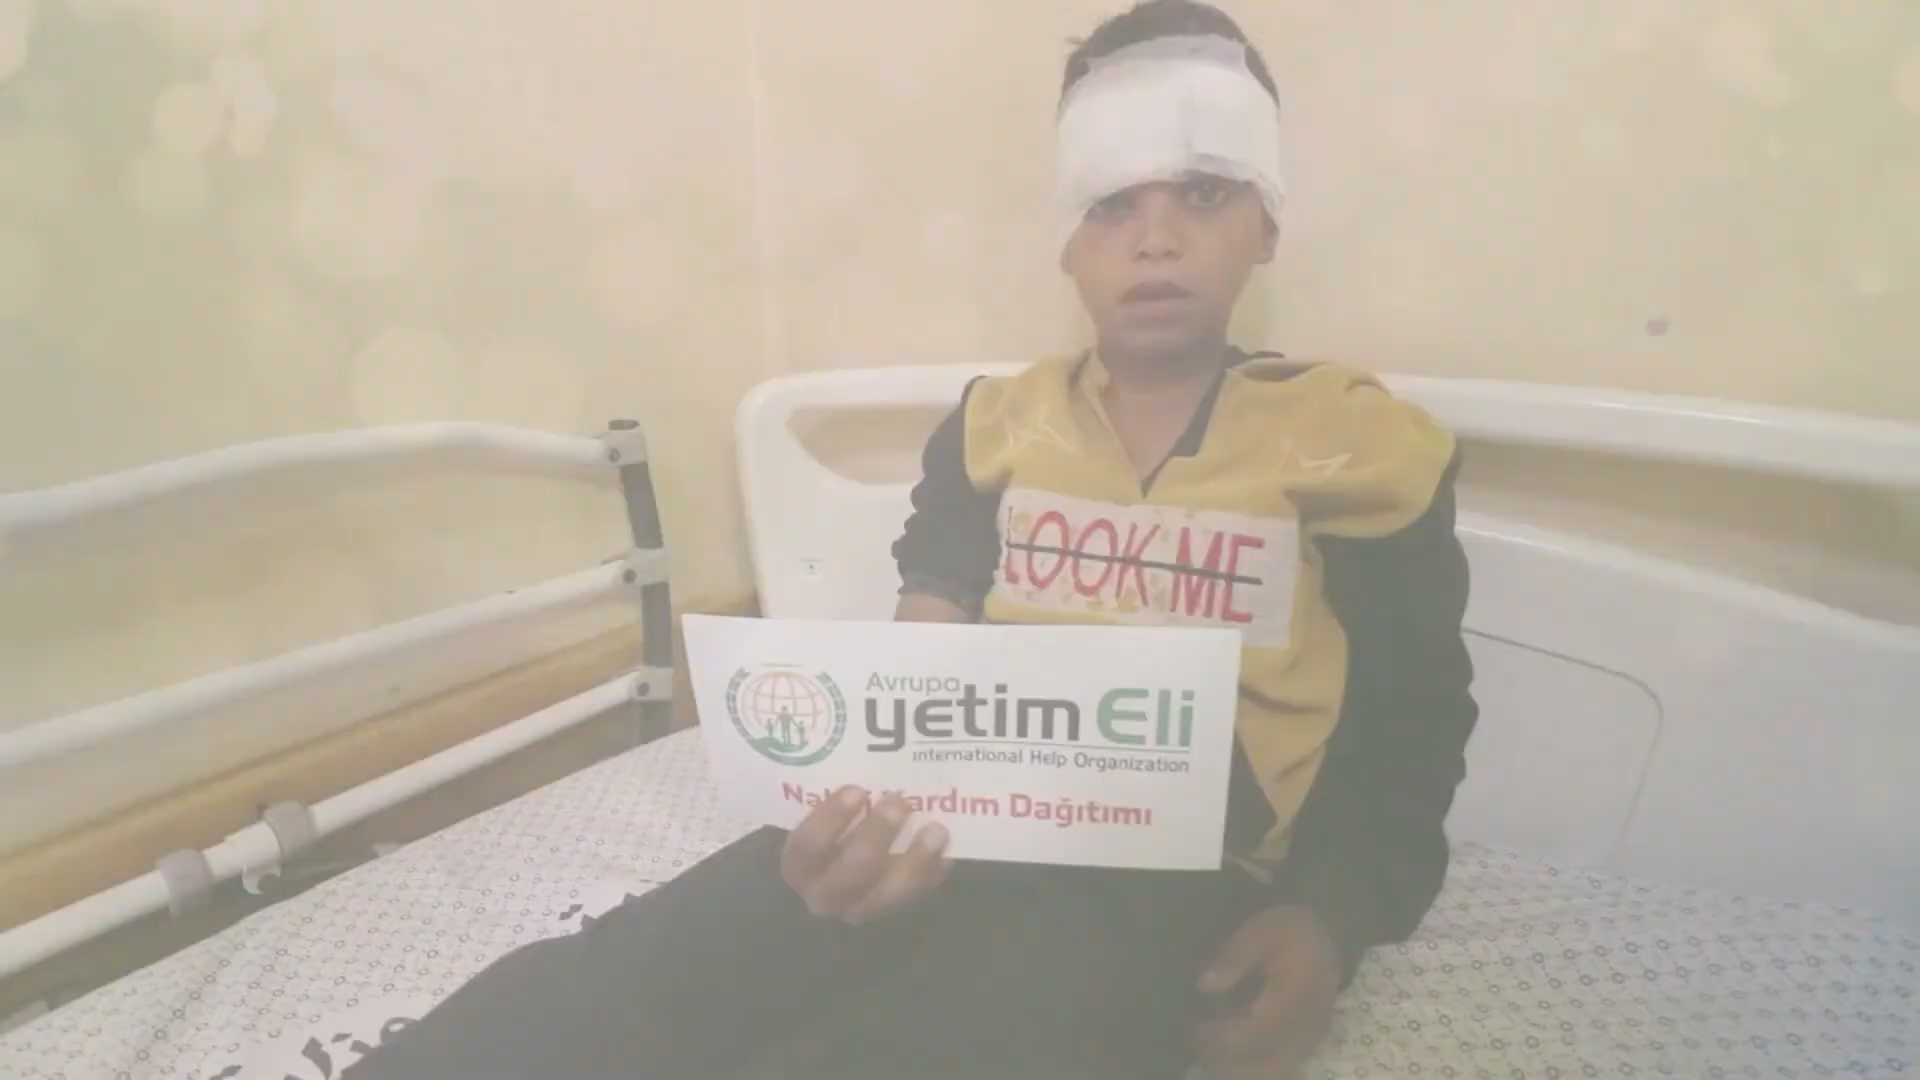 LOOK ME
Avrupa
yetim Eli
international Help Organization
Yardım Dağıtımı